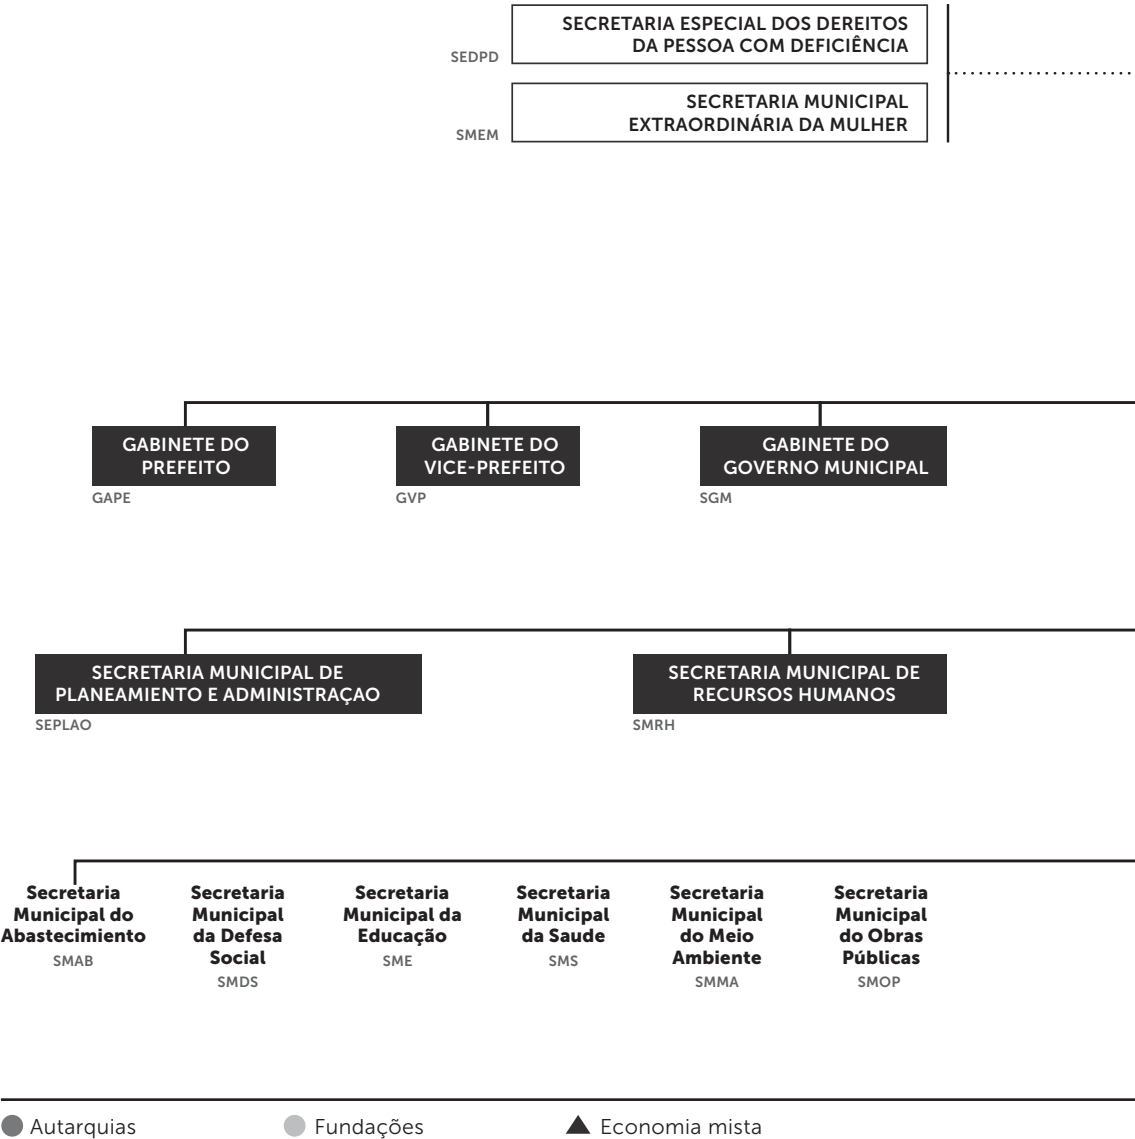 SECRETARIA ESPECIAL DOS DEREITOS
DA PESSOA COM DEFICIÊNCIA
SEDPD
SECRETARIA MUNICIPAL
EXTRAORDINÁRIA DA MULHER
SMEM
GABINETE DO
PREFEITO
GAPE
GABINETE DO
VICE-PREFEITO
GVP
GABINETE DO
GOVERNO MUNICIPAL
SGM
SECRETARIA MUNICIPAL DE
PLANEAMIENTO E ADMINISTRAÇAO
SEPLAO
SECRETARIA MUNICIPAL DE
RECURSOS HUMANOS
SMRH
Secretaria
Municipal do
Abastecimiento
SMAB
Secretaria
Municipal
da Defesa
Social
SMDS
Secretaria
Municipal da
Educação
SME
Secretaria
Municipal
da Saude
SMS
Secretaria
Municipal
do Meio
Ambiente
SMMA
Secretaria
Municipal
do Obras
Públicas
SMOP
Autarquias
Fundações
Economia mista